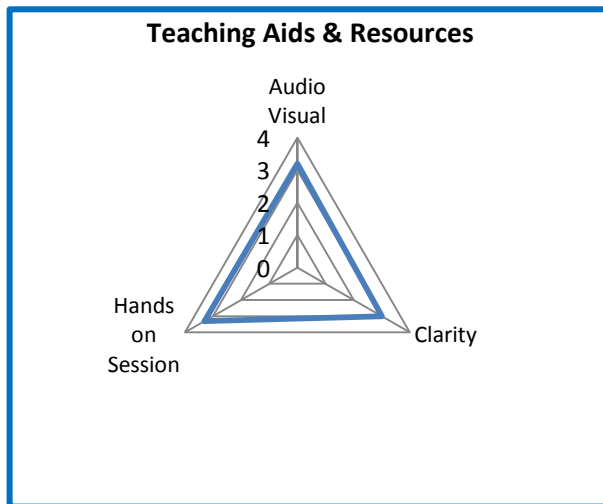 Teaching Aids & Resources
Audio
Visual
4
3
2
1
0
Hands
on
Session
Clarity